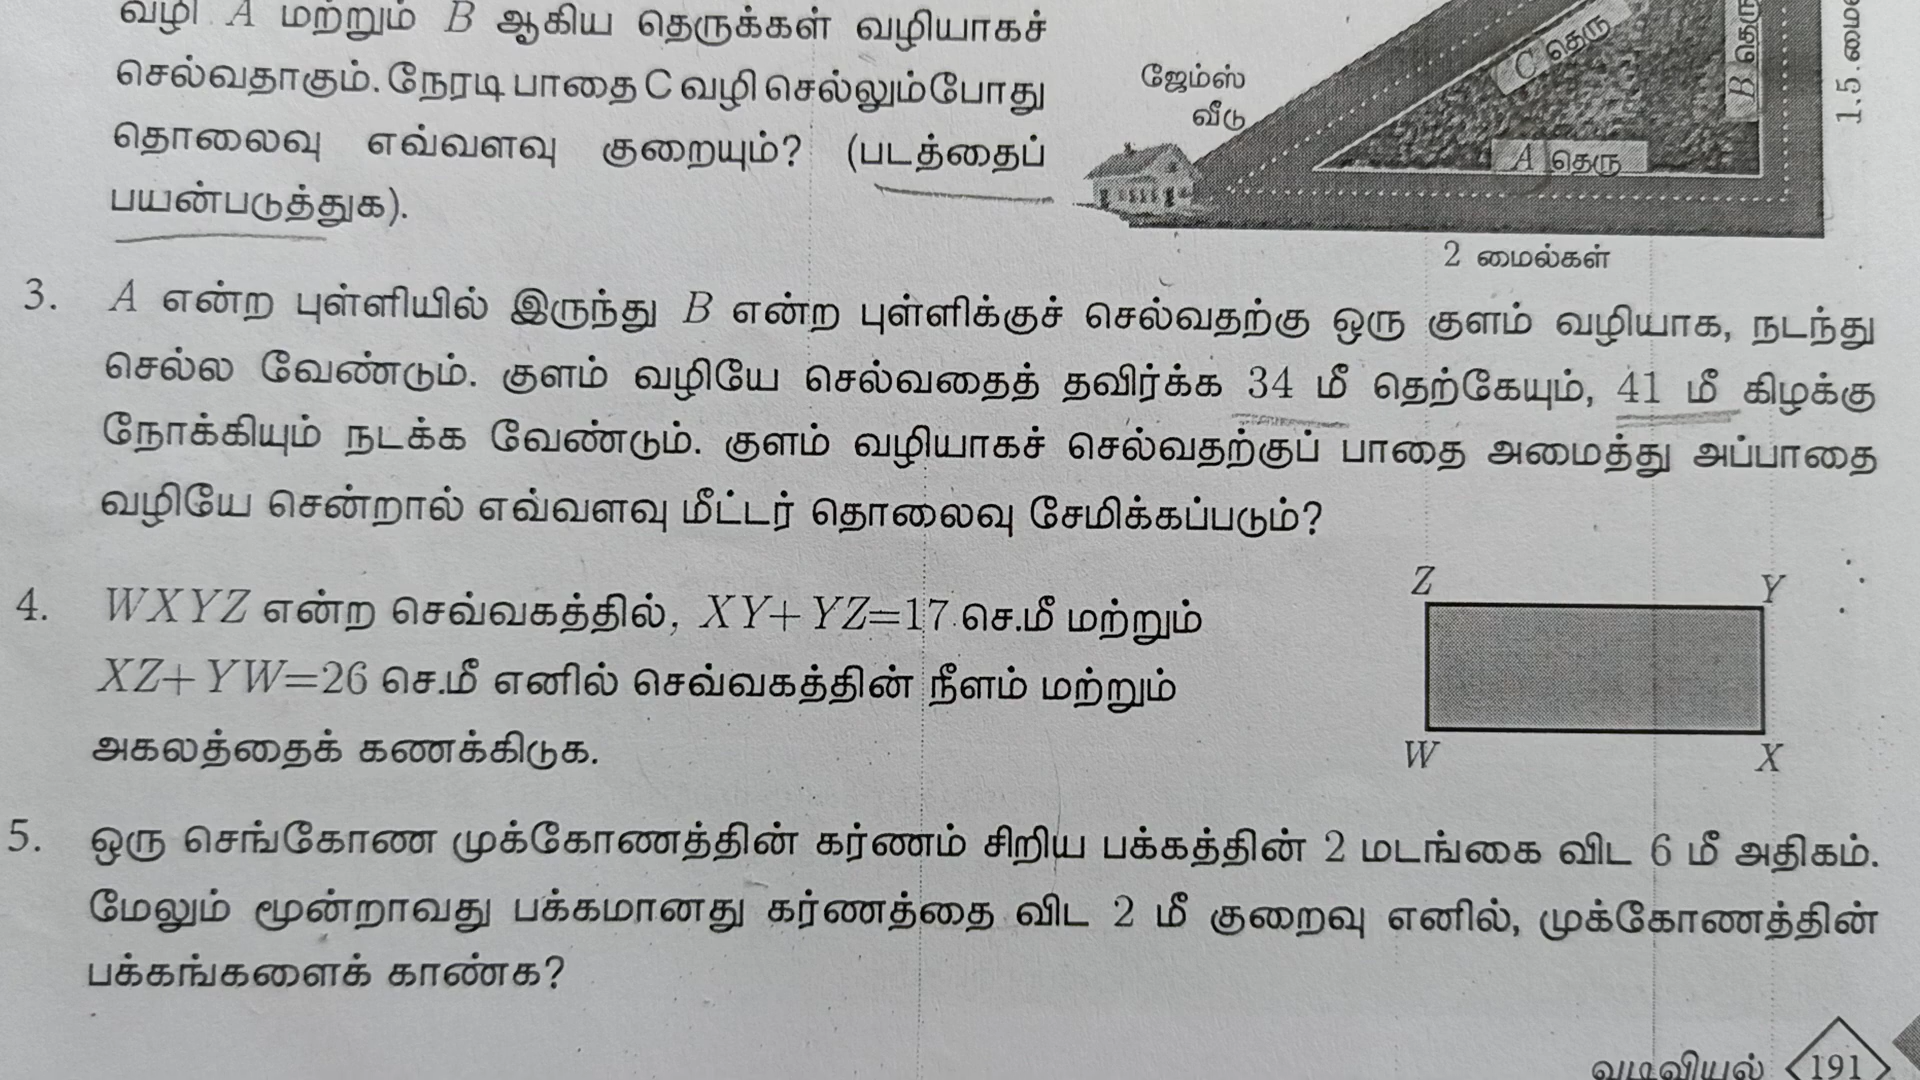 வழி A மற்றும் B ஆகிய தெருக்கள் வழியாகச்
செல்வதாகும். நேரடி பாதை C வழி செல்லும்போது
தொலைவு எவ்வளவு குறையும்? (படத்தைப்
பயன்படுத்துக).
ஜேம்ஸ்
வீடு
C தெரு
B தெரு
A தெரு
1.5 மை
2 மைல்கள்
3. A என்ற புள்ளியில் இருந்து B என்ற புள்ளிக்குச் செல்வதற்கு ஒரு குளம் வழியாக, நடந்து
செல்ல வேண்டும். குளம் வழியே செல்வதைத் தவிர்க்க 34 மீ தெற்கேயும், 41 மீ கிழக்கு
நோக்கியும் நடக்க வேண்டும். குளம் வழியாகச் செல்வதற்குப் பாதை அமைத்து அப்பாதை
வழியே சென்றால் எவ்வளவு மீட்டர் தொலைவு சேமிக்கப்படும்?
4. WXYZ என்ற செவ்வகத்தில், XY+YZ=17 செ.மீ மற்றும்
XZ+YW=26 செ.மீ எனில் செவ்வகத்தின் நீளம் மற்றும்
அகலத்தைக் கணக்கிடுக.
Z Y
W X
5. ஒரு செங்கோண முக்கோணத்தின் கர்ணம் சிறிய பக்கத்தின் 2 மடங்கை விட 6 மீ அதிகம்.
மேலும் மூன்றாவது பக்கமானது கர்ணத்தை விட 2 மீ குறைவு எனில், முக்கோணத்தின்
பக்கங்களைக் காண்க?
வடிவியல் 191